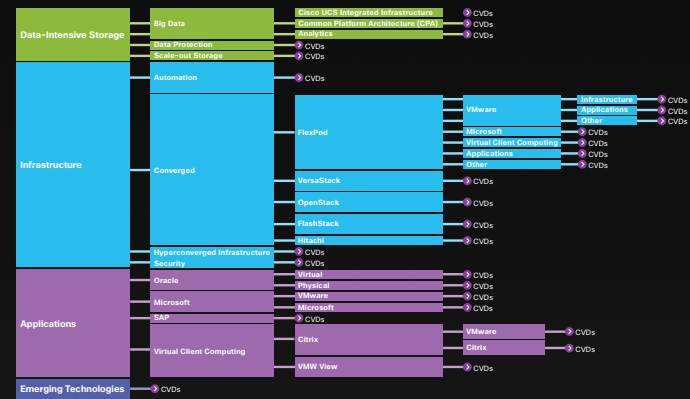 Data-Intensive Storage
Big Data
Cisco UCS Integrated Infrastructure
CVDs
Common Platform Architecture (CPA)
CVDs
Analytics
CVDs
Data Protection
CVDs
Scale-out Storage
CVDs
Infrastructure
Automation
CVDs
Converged
FlexPod
VMware
Infrastructure
CVDs
Applications
CVDs
Other
CVDs
Microsoft
CVDs
Virtual Client Computing
CVDs
Applications
CVDs
Other
CVDs
VersaStack
CVDs
OpenStack
CVDs
FlashStack
CVDs
Hitachi
CVDs
Hyperconverged Infrastructure
CVDs
Security
CVDs
Applications
Oracle
Virtual
CVDs
Physical
CVDs
Microsoft
VMware
CVDs
Microsoft
CVDs
SAP
CVDs
Virtual Client Computing
Citrix
VMware
CVDs
Citrix
CVDs
VMW View
CVDs
Emerging Technologies
CVDs